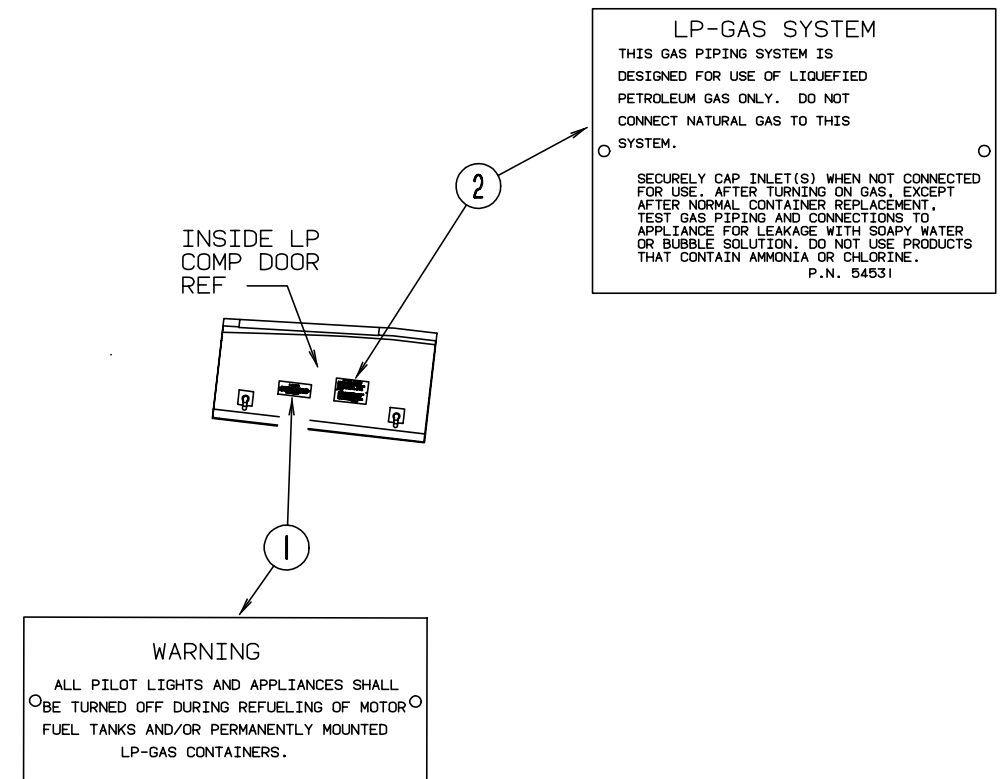 LP-GAS SYSTEM
THIS GAS PIPING SYSTEM IS
DESIGNED FOR USE OF LIQUEFIED
PETROLEUM GAS ONLY. DO NOT
CONNECT NATURAL GAS TO THIS
SYSTEM.
SECURELY CAP INLET(S) WHEN NOT CONNECTED
FOR USE. AFTER TURNING ON GAS, EXCEPT
AFTER NORMAL CONTAINER REPLACEMENT,
TEST GAS PIPING AND CONNECTIONS TO
APPLIANCE FOR LEAKAGE WITH SOAPY WATER
OR BUBBLE SOLUTION. DO NOT USE PRODUCTS
THAT CONTAIN AMMONIA OR CHLORINE.
P.N. 54531
2
INSIDE LP
COMP DOOR
REF
1
WARNING
ALL PILOT LIGHTS AND APPLIANCES SHALL
BE TURNED OFF DURING REFUELING OF MOTOR
FUEL TANKS AND/OR PERMANENTLY MOUNTED
LP-GAS CONTAINERS.